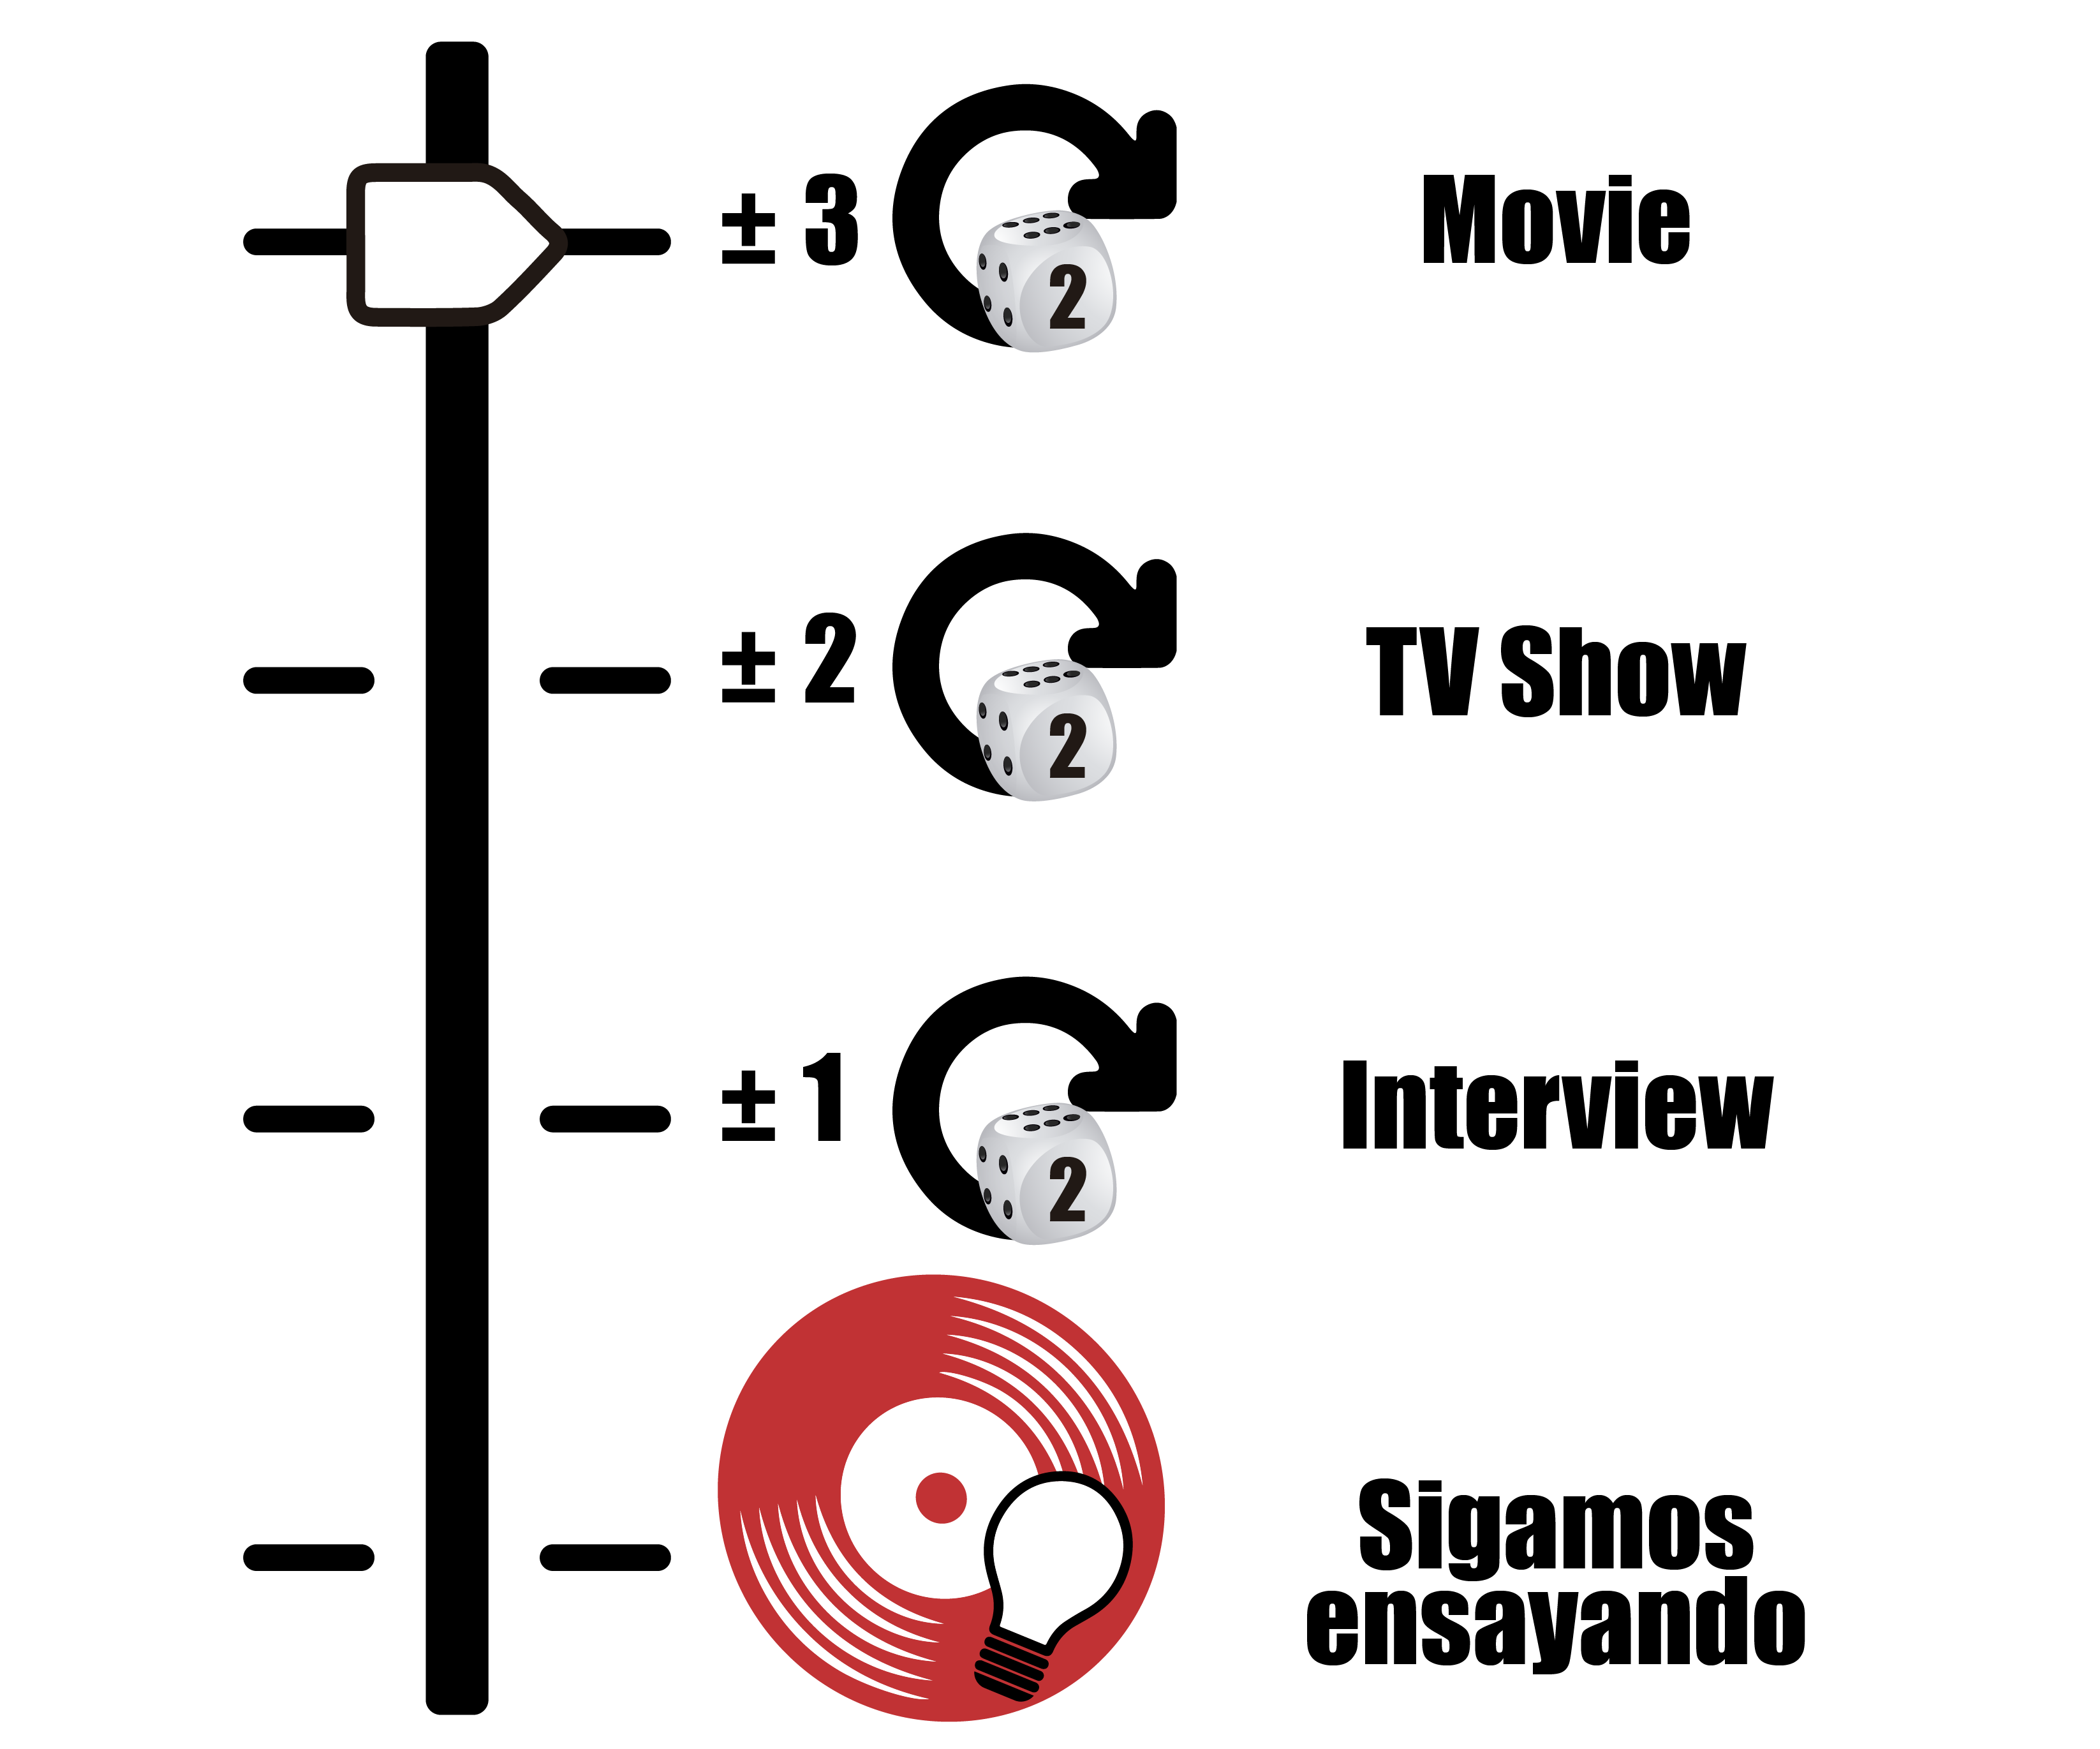 ± 3
2
Movie
± 2
2
TV Show
± 1
2
Interview
Sigamos
ensayando